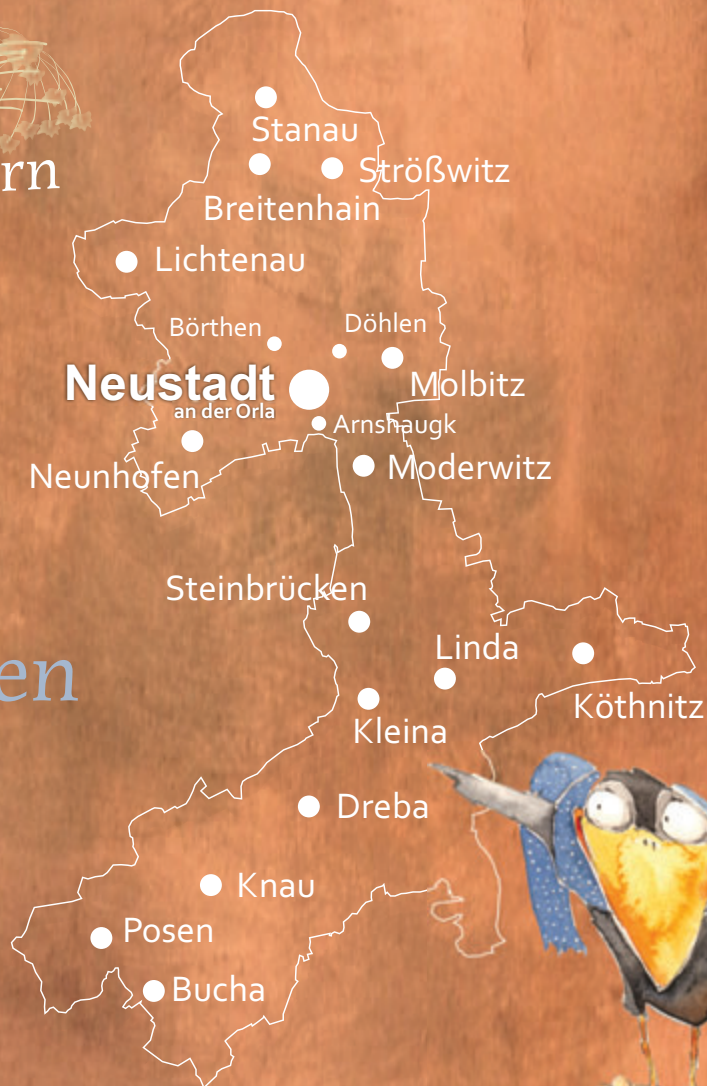 Stanau
rn
Strößwitz
Breitenhain
Lichtenau
Börthen
Döhlen
Neustadt
an der Orla
Molbitz
Arnshaugk
Moderwitz
Neunhofen
Steinbrücken
Linda
en
Köthnitz
Kleina
Dreba
Knau
Posen
Bucha